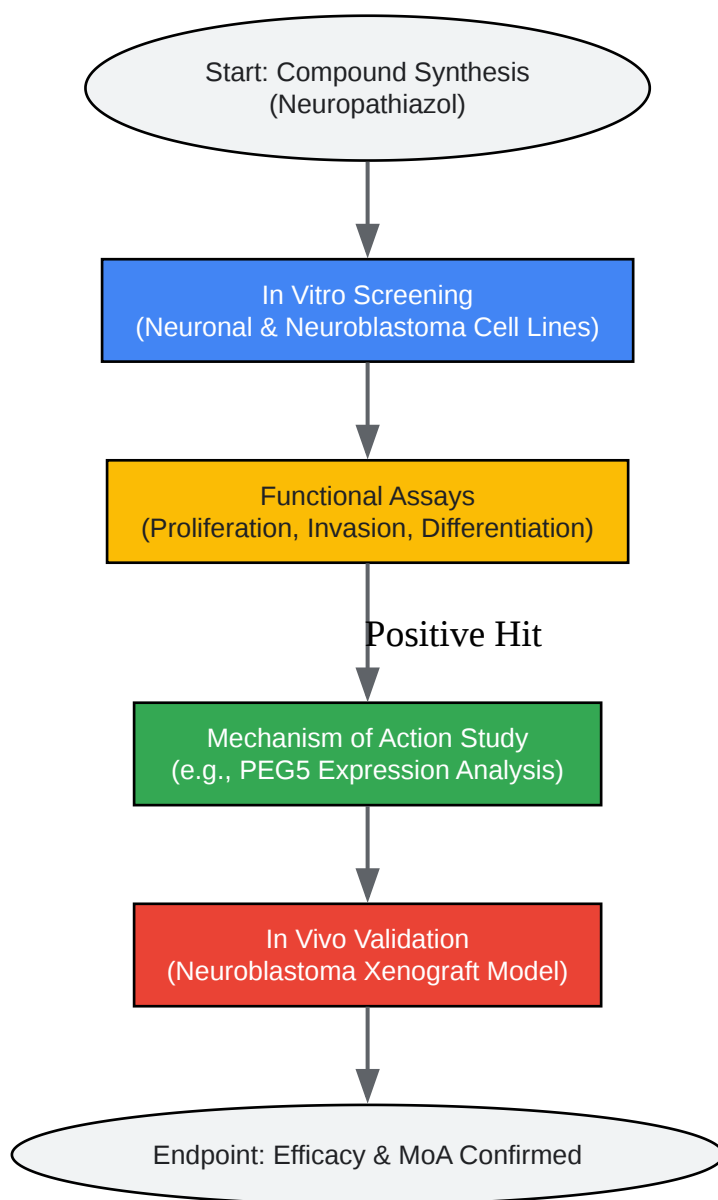 Start: Compound Synthesis
(Neuropathiazol)
In Vitro Screening
(Neuronal & Neuroblastoma Cell Lines)
Functional Assays
(Proliferation, Invasion, Differentiation)
Positive Hit
Mechanism of Action Study
(e.g., PEG5 Expression Analysis)
In Vivo Validation
(Neuroblastoma Xenograft Model)
Endpoint: Efficacy & MoA Confirmed